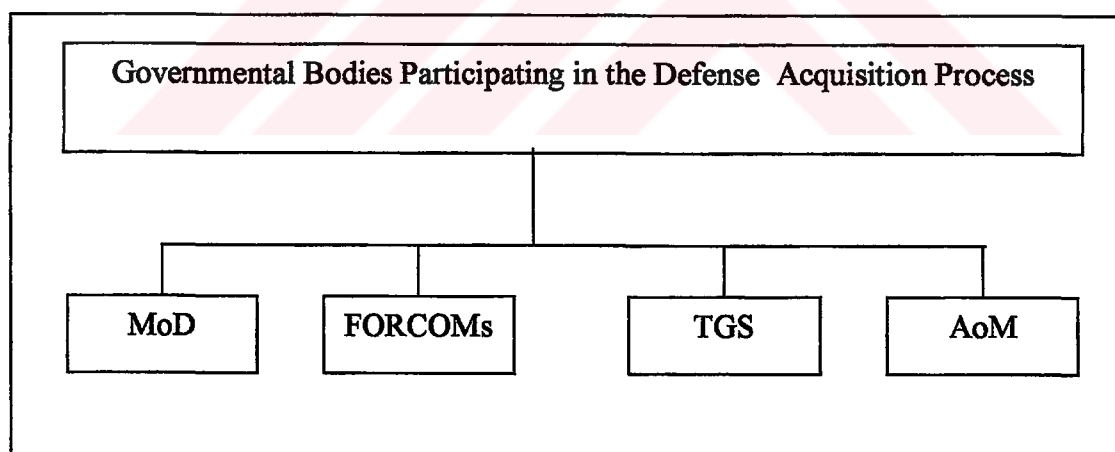 Governmental Bodies Participating in the Defense Acquisition Process
MoD
FORCOMs
TGS
AoM